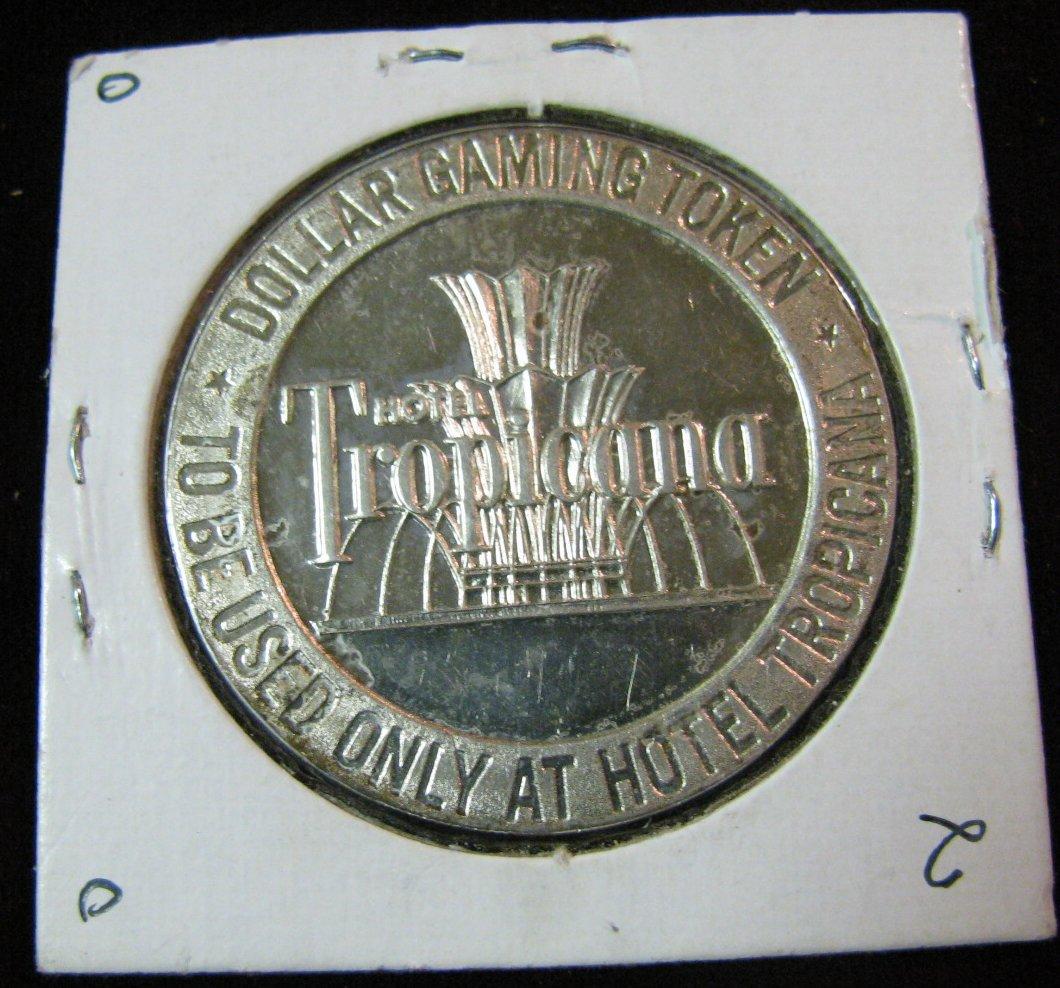 DOLLAR GAMING TOKEN
HOTEL
Tropicana
TO BE USED ONLY AT HOTEL TROPICANA